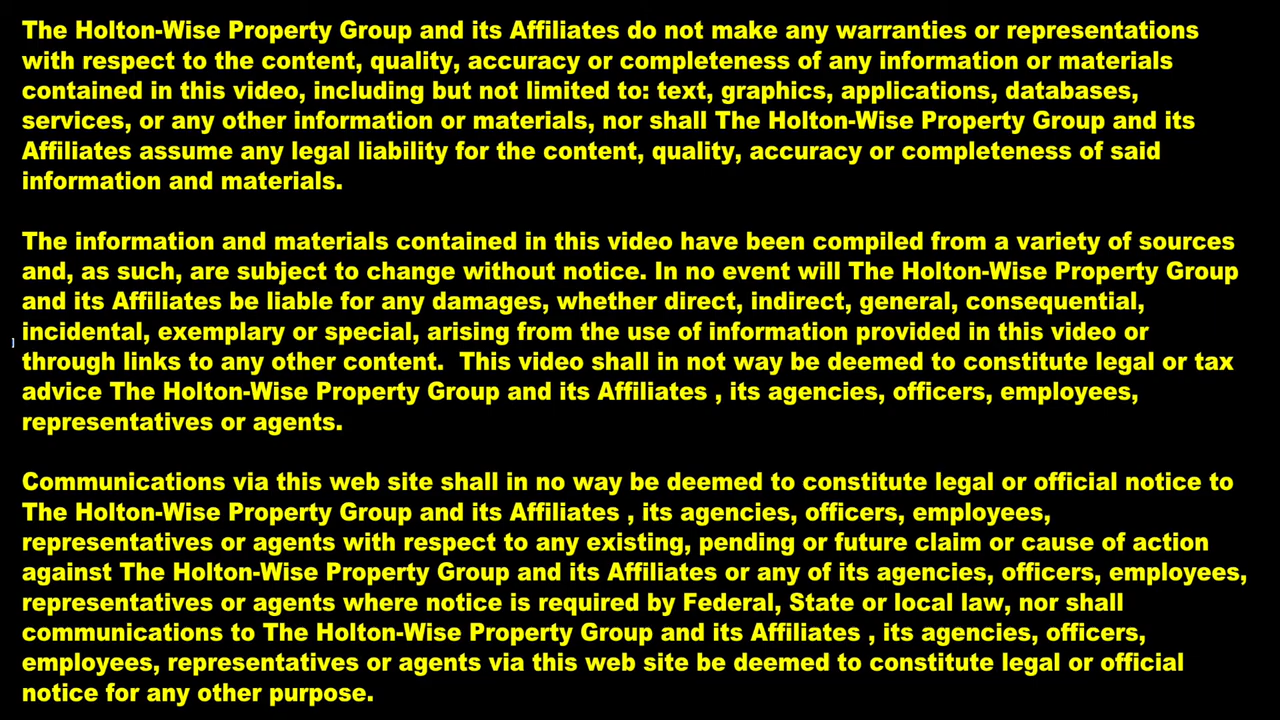 The Holton-Wise Property Group and its Affiliates do not make any warranties or representations
with respect to the content, quality, accuracy or completeness of any information or materials
contained in this video, including but not limited to: text, graphics, applications, databases,
services, or any other information or materials, nor shall The Holton-Wise Property Group and its
Affiliates assume any legal liability for the content, quality, accuracy or completeness of said
information and materials.
The information and materials contained in this video have been compiled from a variety of sources
and, as such, are subject to change without notice. In no event will The Holton-Wise Property Group
and its Affiliates be liable for any damages, whether direct, indirect, general, consequential,
incidental, exemplary or special, arising from the use of information provided in this video or
through links to any other content.  This video shall in not way be deemed to constitute legal or tax
advice The Holton-Wise Property Group and its Affiliates , its agencies, officers, employees,
representatives or agents.
Communications via this web site shall in no way be deemed to constitute legal or official notice to
The Holton-Wise Property Group and its Affiliates , its agencies, officers, employees,
representatives or agents with respect to any existing, pending or future claim or cause of action
against The Holton-Wise Property Group and its Affiliates or any of its agencies, officers, employees,
representatives or agents where notice is required by Federal, State or local law, nor shall
communications to The Holton-Wise Property Group and its Affiliates , its agencies, officers,
employees, representatives or agents via this web site be deemed to constitute legal or official
notice for any other purpose.